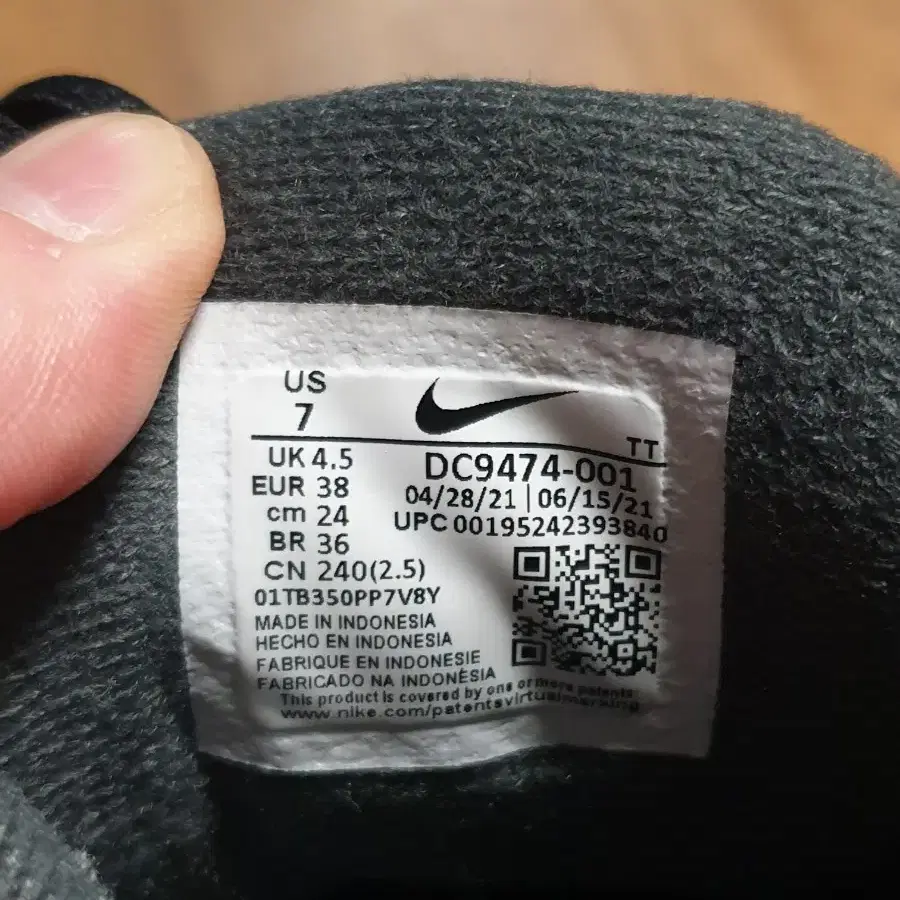 US
7
TT
UK 4.5
EUR 38
cm 24
BR 36
CN 240(2.5)
DC9474-001
04/28/21 | 06/15/21
UPC 00195242393840
01TB350PP7V8Y
MADE IN INDONESIA
HECHO EN INDONESIA
FABRIQUE EN INDONESIE
FABRICADO NA INDONÉSIA
This product is covered by one or more patents
www.nike.com/patentsvirtualmarking